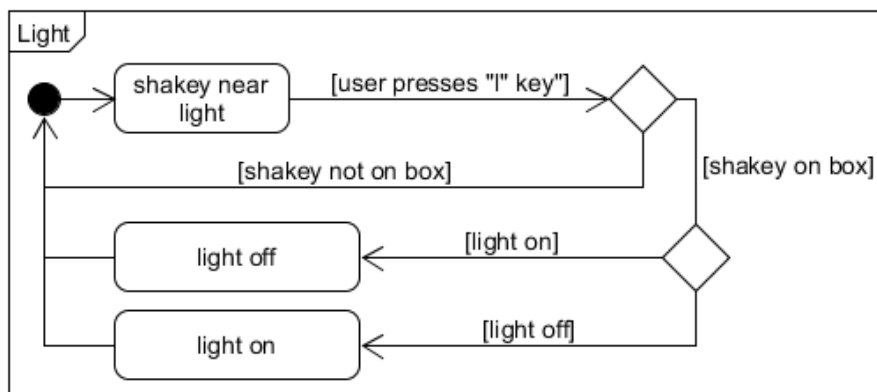 Light
shakey near
light
[user presses "l" key"]
[shakey not on box]
[shakey on box]
light off
[light on]
light on
[light off]